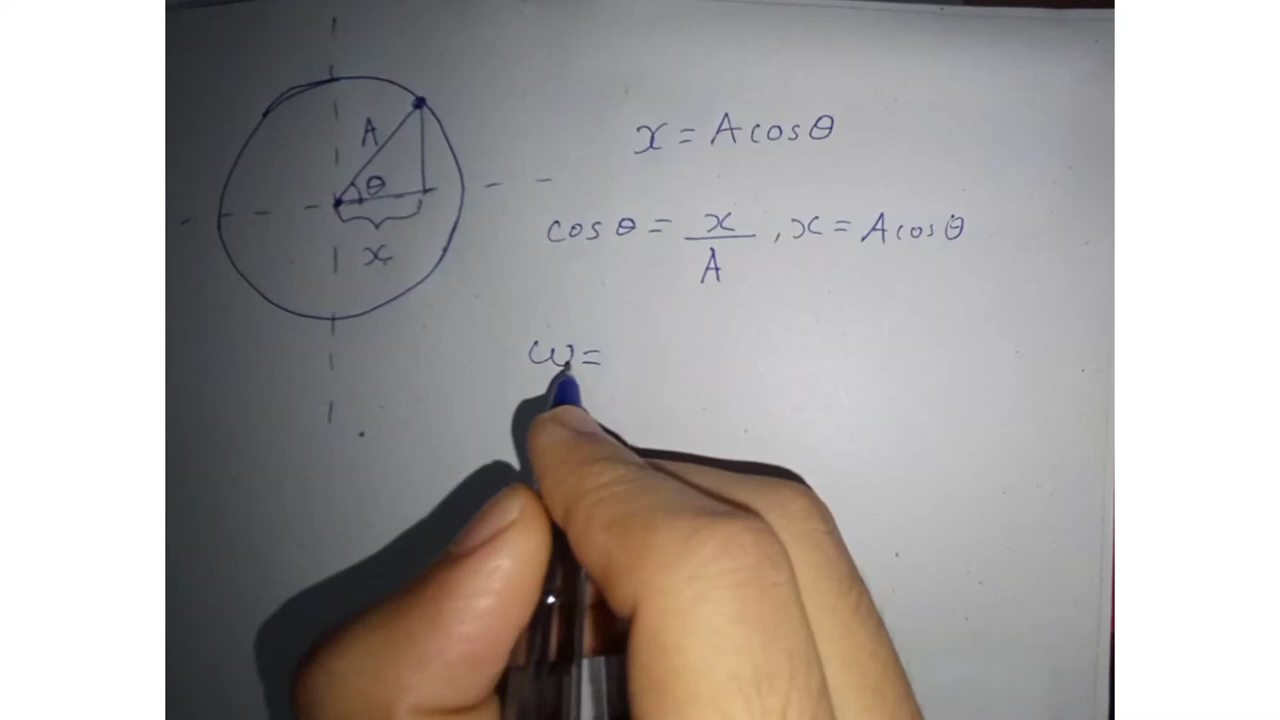 A
θ
x
x = A cos θ
cos θ = x / A , x = A cos θ
ω =